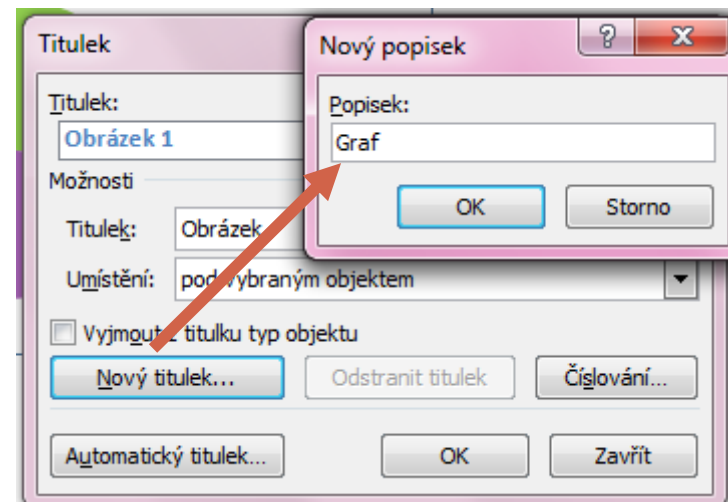 Titulek
Titulek:
Obrázek 1
Možnosti
Titulek:
Obrázek
Umístění:
pod vybraným objektem
Vyjmout z titulku typ objektu
Nový titulek...
Odstranit titulek
Číslování...
Automatický titulek...
OK
Zavřít
Nový popisek
?
Popisek:
Graf
OK
Storno